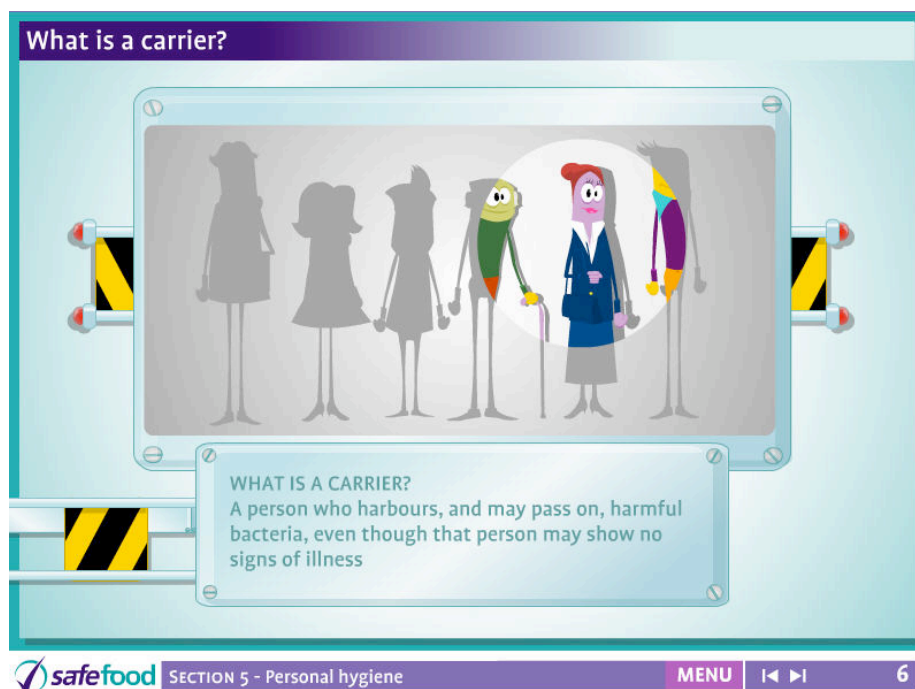 What is a carrier?
WHAT IS A CARRIER?
A person who harbours, and may pass on, harmful
bacteria, even though that person may show no
signs of illness
safefood SECTION 5 - Personal hygiene MENU 6